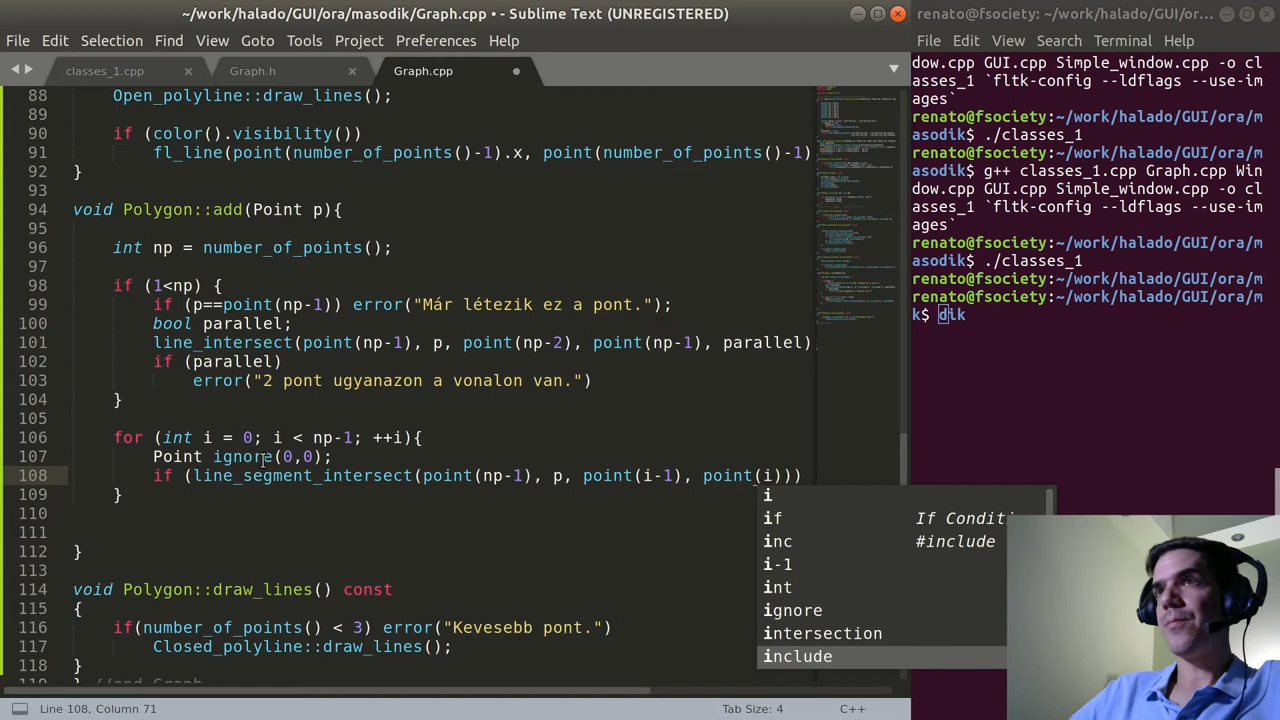 ~/work/halado/GUI/ora/masodik/Graph.cpp • - Sublime Text (UNREGISTERED)
File Edit Selection Find View Goto Tools Project Preferences Help
classes_1.cpp × Graph.h × Graph.cpp
88 Open_polyline::draw_lines();
89
90 if (color().visibility())
91 fl_line(point(number_of_points()-1).x, point(number_of_points()-1)
92 }
93
94 void Polygon::add(Point p){
95
96 int np = number_of_points();
97
98 if (1<np) {
99 if (p==point(np-1)) error("Már létezik ez a pont.");
100 bool parallel;
101 line_intersect(point(np-1), p, point(np-2), point(np-1), parallel)
102 if (parallel)
103 error("2 pont ugyanazon a vonalon van.")
104 }
105
106 for (int i = 0; i < np-1; ++i){
107 Point ignore(0,0);
108 if (line_segment_intersect(point(np-1), p, point(i-1), point(i)))
109 }
110
111
112 }
113
114 void Polygon::draw_lines() const
115 {
116 if(number_of_points() < 3) error("Kevesebb pont.")
117 Closed_polyline::draw_lines();
118 }
119 } //end Graph
i
if If Conditi
inc #include
i-1
int
ignore
intersection
include
Line 108, Column 71 Tab Size: 4 C++
renato@fsociety: ~/work/halado/GUI/or...
File Edit View Search Terminal Help
dow.cpp GUI.cpp Simple_window.cpp -o cl
asses_1 `fltk-config --ldflags --use-im
ages`
renato@fsociety:~/work/halado/GUI/ora/m
asodik$ ./classes_1
renato@fsociety:~/work/halado/GUI/ora/m
asodik$ g++ classes_1.cpp Graph.cpp Win
dow.cpp GUI.cpp Simple_window.cpp -o cl
asses_1 `fltk-config --ldflags --use-im
ages`
renato@fsociety:~/work/halado/GUI/ora/m
asodik$ ./classes_1
renato@fsociety:~/work/halado/GUI/ora/m
renato@fsociety:~/work/halado/GUI/ora/m
k$ dik